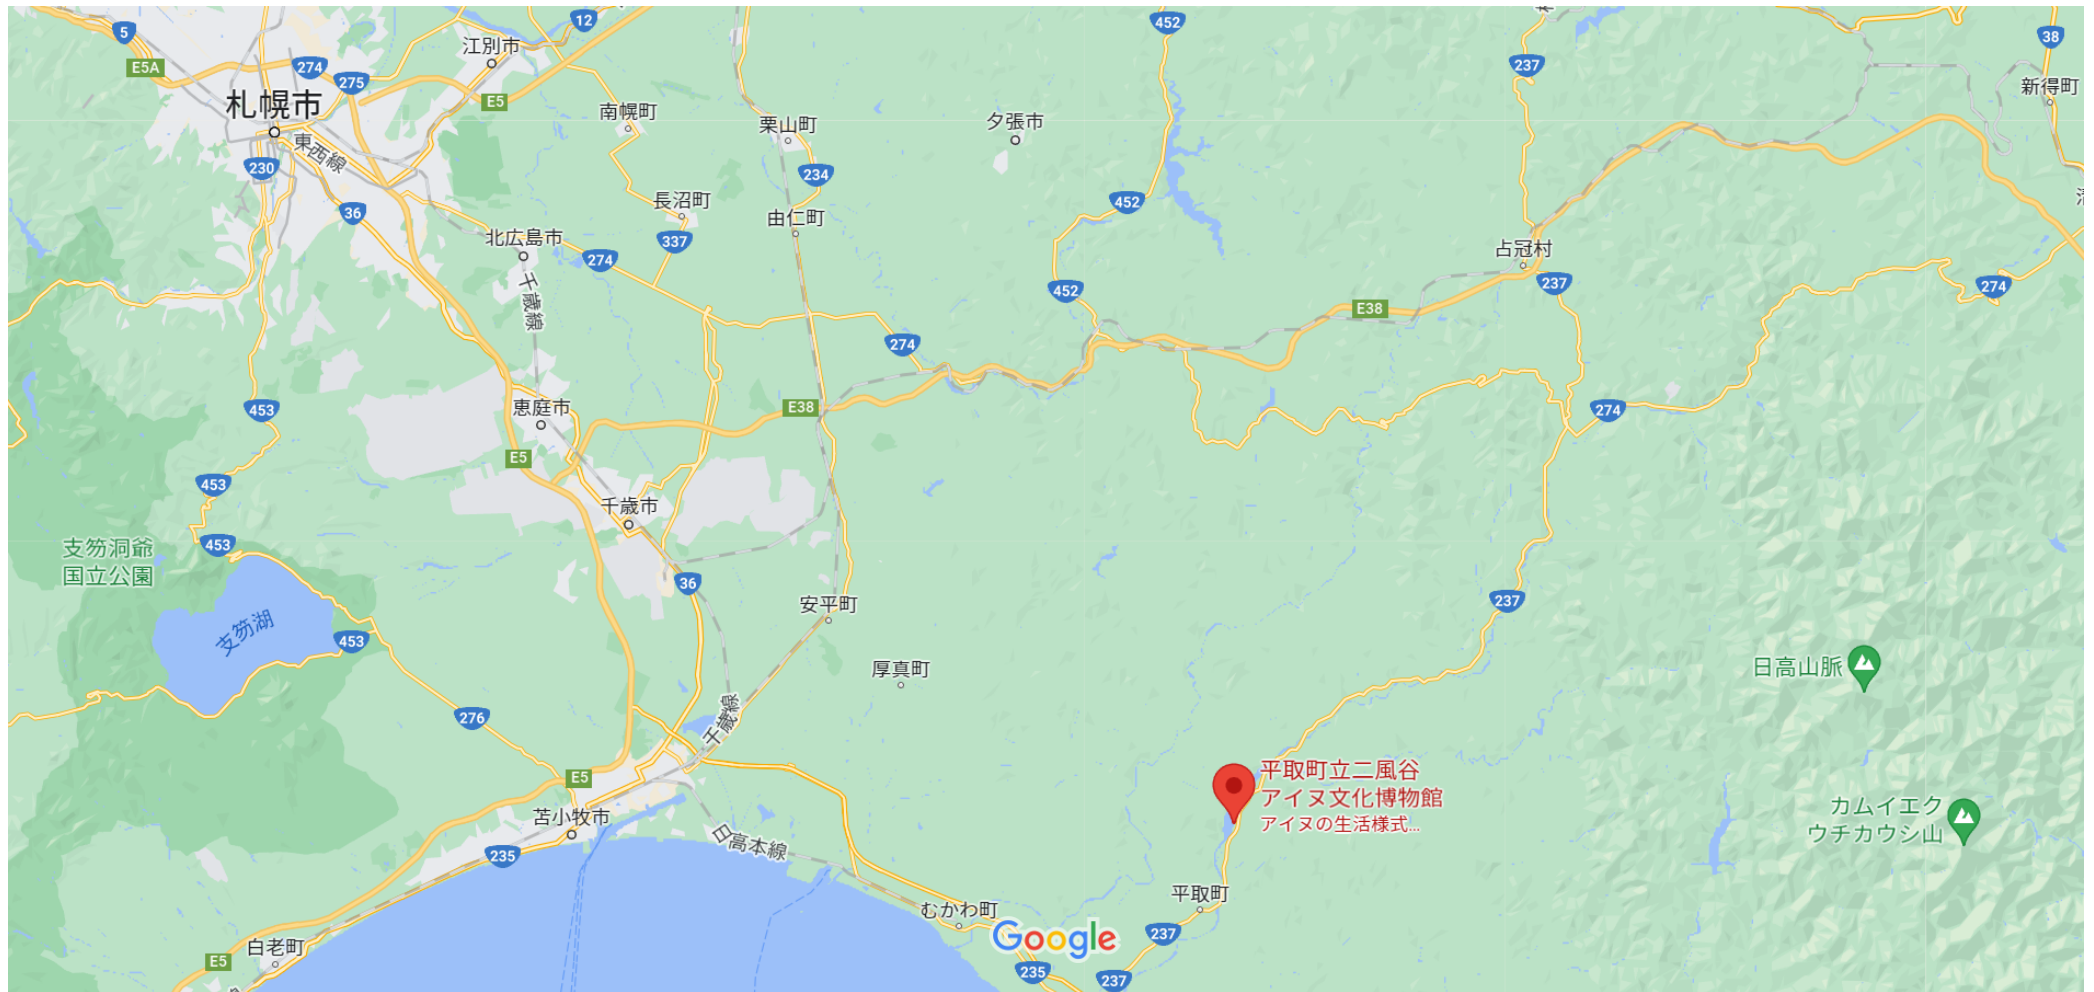 5
12
452
江別市
274
237
38
E5A
275
新得町
E5
札幌市
南幌町
栗山町
夕張市
東西線
230
234
452
長沼町
36
由仁町
337
北広島市
274
占冠村
237
274
452
千歳線
E38
274
453
恵庭市
E38
274
E5
453
千歳市
453
支笏洞爺
国立公園
36
安平町
237
支笏湖
453
厚真町
日高山脈
276
千歳線
平取町立二風谷
アイヌ文化博物館
アイヌの生活様式...
E5
苫小牧市
カムイエク
ウチカウシ山
235
日高本線
平取町
むかわ町
237
Google
白老町
E5
235
237